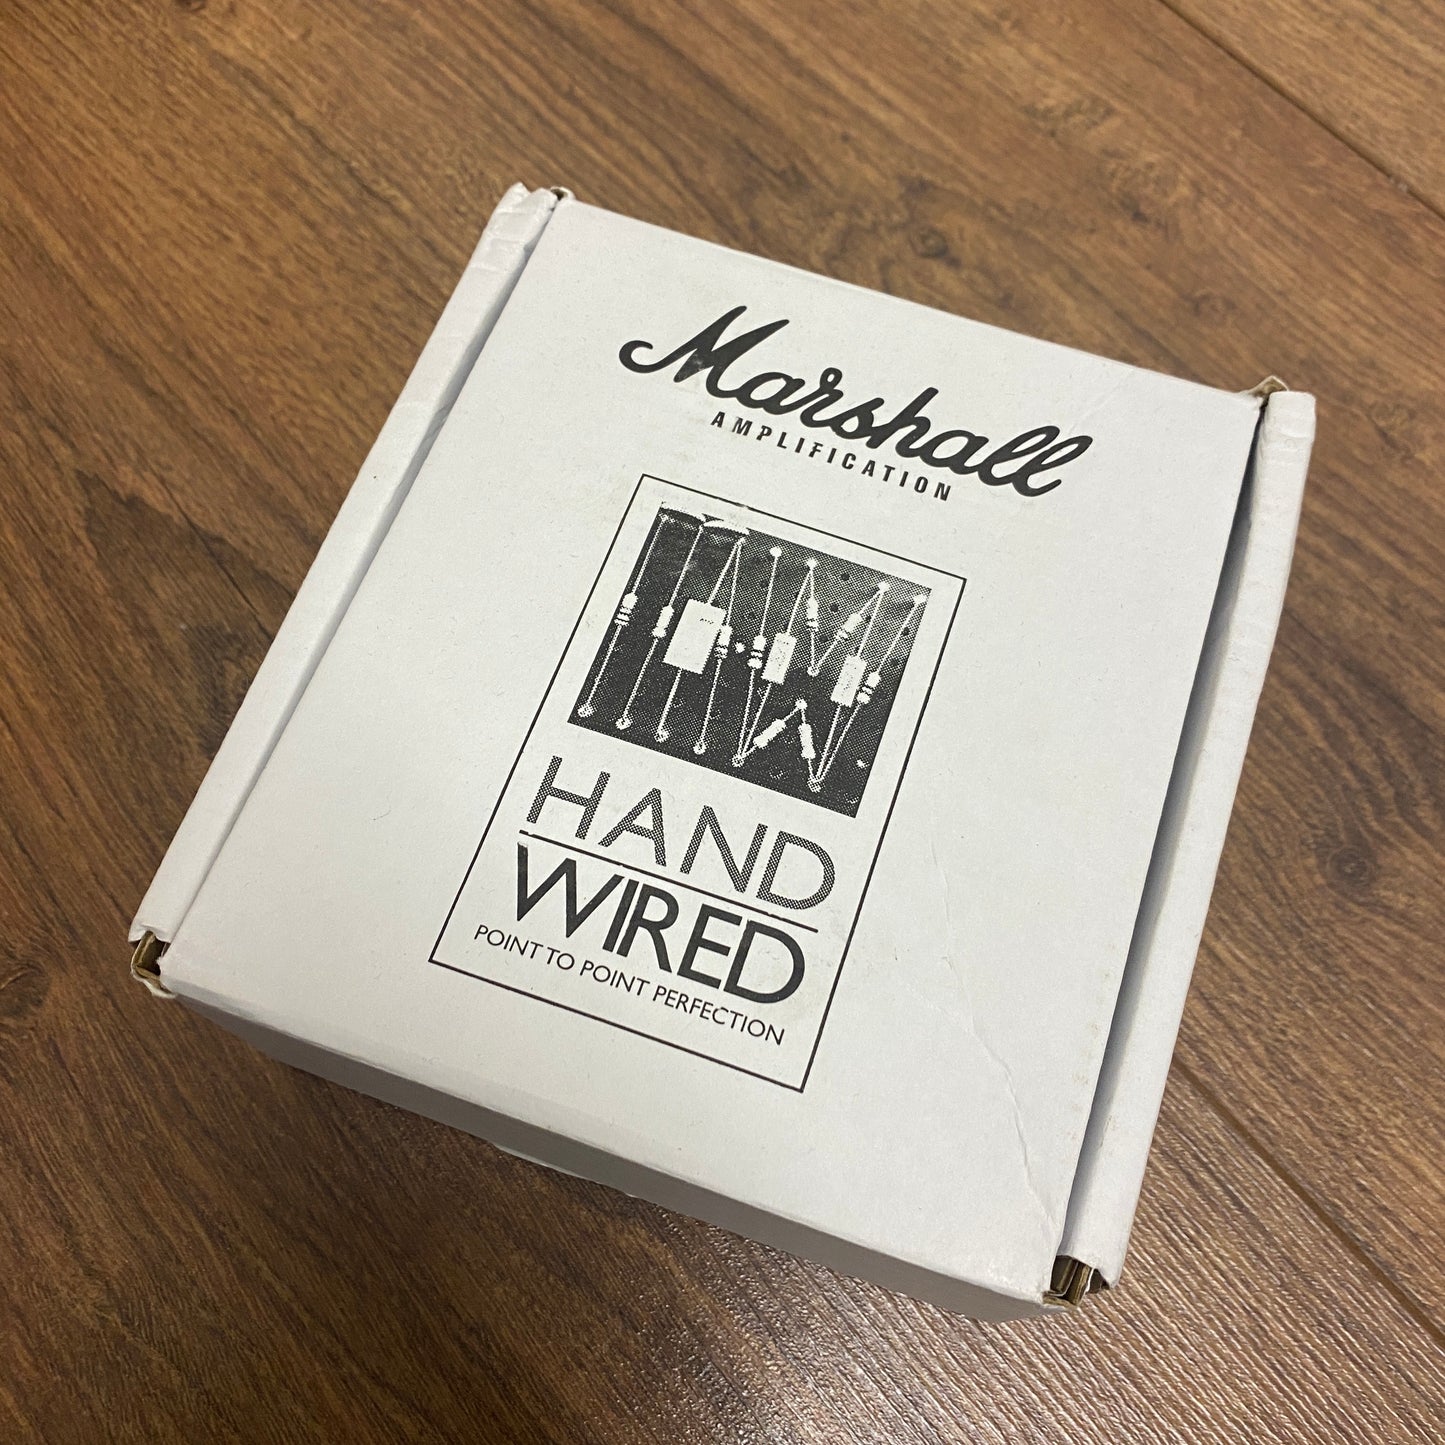 Marshall
AMPLIFICATION
HAND
WIRED
POINT TO POINT PERFECTION